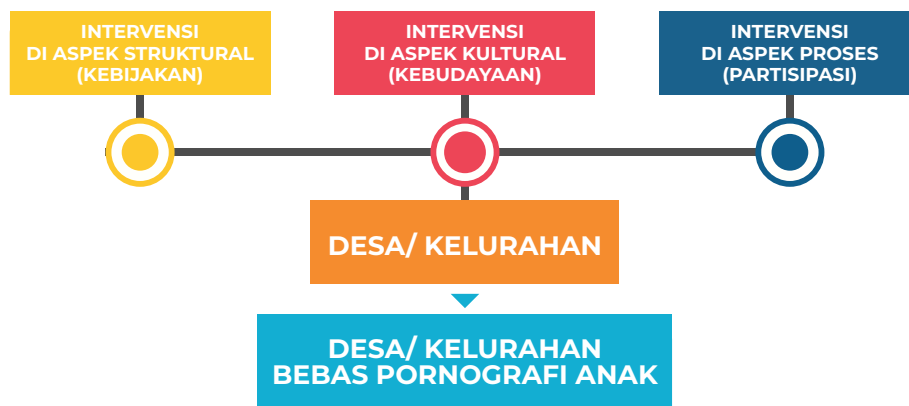 INTERVENSI
DI ASPEK STRUKTURAL
(KEBIJAKAN)
INTERVENSI
DI ASPEK KULTURAL
(KEBUDAYAAN)
INTERVENSI
DI ASPEK PROSES
(PARTISIPASI)
DESA/ KELURAHAN
DESA/ KELURAHAN
BEBAS PORNOGRAFI ANAK